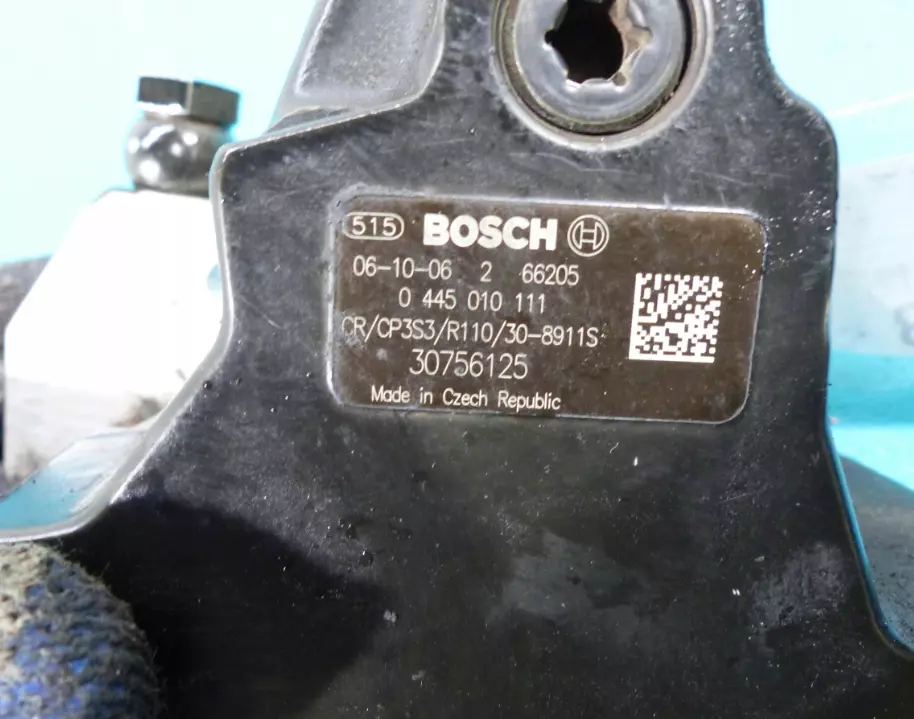 515 BOSCH
06-10-06 2 66205
0 445 010 111
CR/CP3S3/R110/30-8911S
30756125
Made in Czech Republic